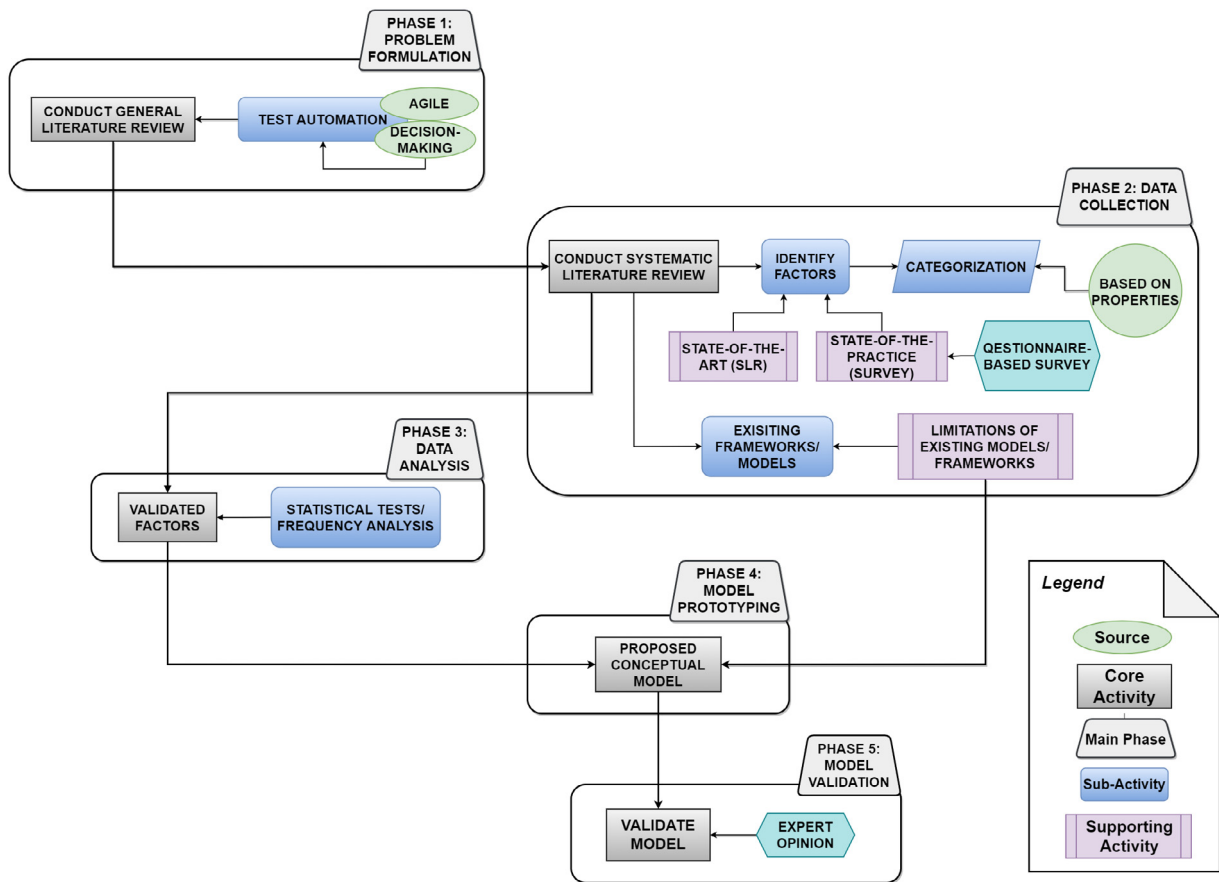 PHASE 1:
PROBLEM
FORMULATION
CONDUCT GENERAL
LITERATURE REVIEW
TEST AUTOMATION
AGILE
DECISION-
MAKING
PHASE 2: DATA
COLLECTION
CONDUCT SYSTEMATIC
LITERATURE REVIEW
IDENTIFY
FACTORS
CATEGORIZATION
BASED ON
PROPERTIES
STATE-OF-THE-
ART (SLR)
STATE-OF-THE-
PRACTICE
(SURVEY)
QESTIONNAIRE-
BASED SURVEY
EXISITING
FRAMEWORKS/
MODELS
LIMITATIONS OF
EXISTING MODELS/
FRAMEWORKS
PHASE 3:
DATA
ANALYSIS
VALIDATED
FACTORS
STATISTICAL TESTS/
FREQUENCY ANALYSIS
PHASE 4:
MODEL
PROTOTYPING
PROPOSED
CONCEPTUAL
MODEL
PHASE 5:
MODEL
VALIDATION
VALIDATE
MODEL
EXPERT
OPINION
Legend
Source
Core
Activity
Main Phase
Sub-Activity
Supporting
Activity